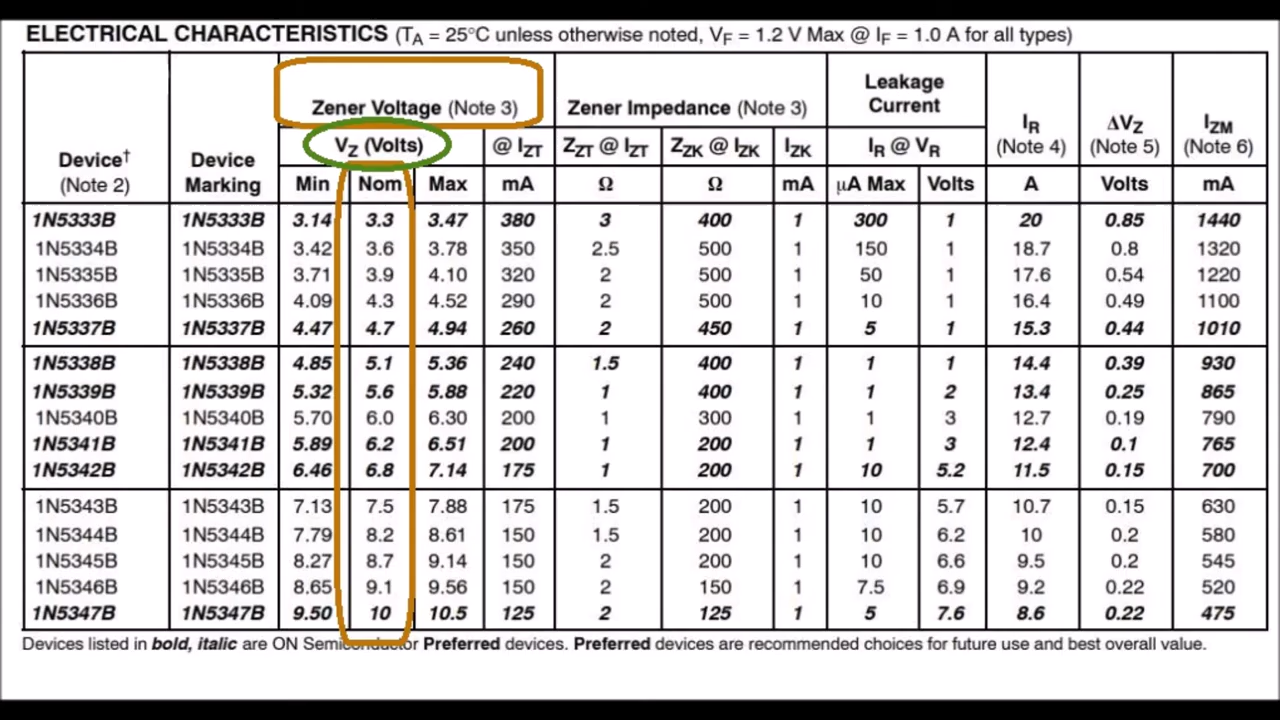 ELECTRICAL CHARACTERISTICS (TA = 25°C unless otherwise noted, VF = 1.2 V Max @ IF = 1.0 A for all types)
Device† (Note 2) Device Marking Zener Voltage (Note 3) Zener Impedance (Note 3) Leakage Current IR (Note 4) ΔVZ (Note 5) IZM (Note 6)
VZ (Volts) @ IZT ZZT @ IZT ZZK @ IZK IZK IR @ VR
Min Nom Max mA Ω Ω mA μA Max Volts A Volts mA
1N5333B 1N5333B 3.14 3.3 3.47 380 3 400 1 300 1 20 0.85 1440
1N5334B 1N5334B 3.42 3.6 3.78 350 2.5 500 1 150 1 18.7 0.8 1320
1N5335B 1N5335B 3.71 3.9 4.10 320 2 500 1 50 1 17.6 0.54 1220
1N5336B 1N5336B 4.09 4.3 4.52 290 2 500 1 10 1 16.4 0.49 1100
1N5337B 1N5337B 4.47 4.7 4.94 260 2 450 1 5 1 15.3 0.44 1010
1N5338B 1N5338B 4.85 5.1 5.36 240 1.5 400 1 1 1 14.4 0.39 930
1N5339B 1N5339B 5.32 5.6 5.88 220 1 400 1 1 2 13.4 0.25 865
1N5340B 1N5340B 5.70 6.0 6.30 200 1 300 1 1 3 12.7 0.19 790
1N5341B 1N5341B 5.89 6.2 6.51 200 1 200 1 1 3 12.4 0.1 765
1N5342B 1N5342B 6.46 6.8 7.14 175 1 200 1 10 5.2 11.5 0.15 700
1N5343B 1N5343B 7.13 7.5 7.88 175 1.5 200 1 10 5.7 10.7 0.15 630
1N5344B 1N5344B 7.79 8.2 8.61 150 1.5 200 1 10 6.2 10 0.2 580
1N5345B 1N5345B 8.27 8.7 9.14 150 2 200 1 10 6.6 9.5 0.2 545
1N5346B 1N5346B 8.65 9.1 9.56 150 2 150 1 7.5 6.9 9.2 0.22 520
1N5347B 1N5347B 9.50 10 10.5 125 2 125 1 5 7.6 8.6 0.22 475
Devices listed in bold, italic are ON Semiconductor Preferred devices. Preferred devices are recommended choices for future use and best overall value.